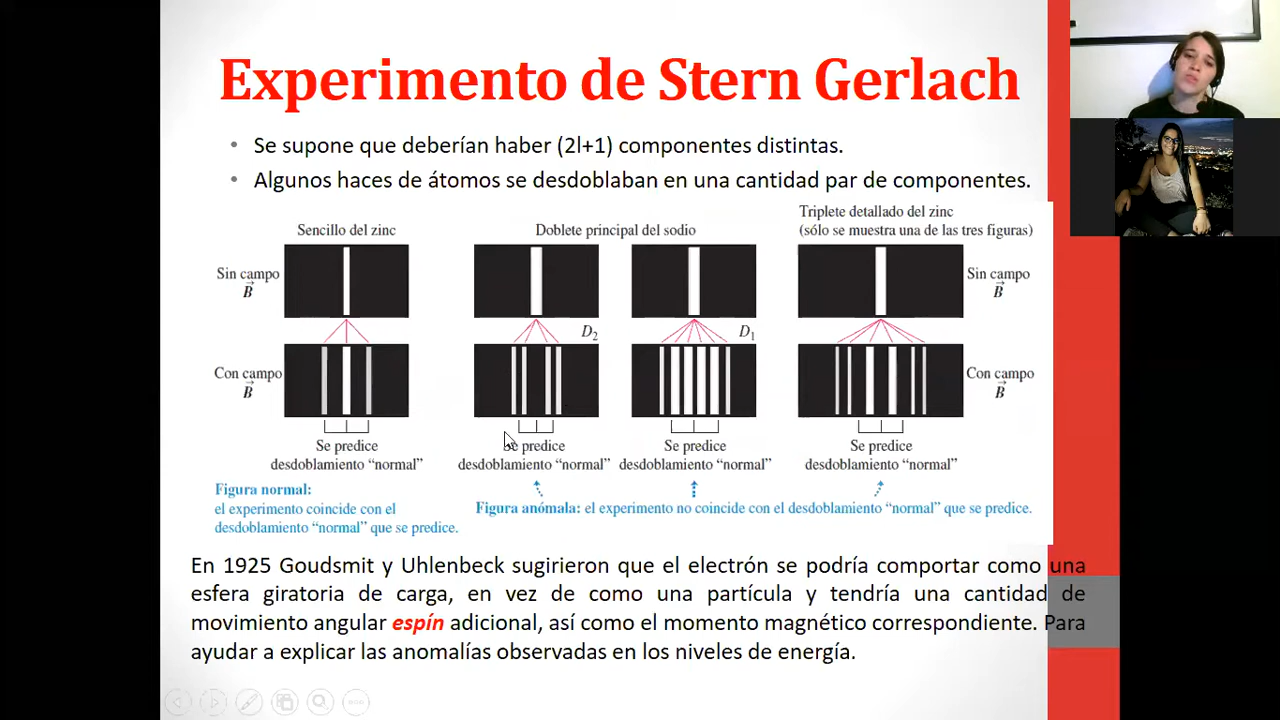 Experimento de Stern Gerlach
• Se supone que deberían haber (2l+1) componentes distintas.
• Algunos haces de átomos se desdoblaban en una cantidad par de componentes.
Sencillo del zinc
Doblete principal del sodio
Triplete detallado del zinc
(sólo se muestra una de las tres figuras)
Sin campo
B
Sin campo
B
D2
D1
Con campo
B
Con campo
B
Se predice
desdoblamiento “normal”
Se predice
desdoblamiento “normal”
Se predice
desdoblamiento “normal”
Se predice
desdoblamiento “normal”
Figura normal:
el experimento coincide con el
desdoblamiento “normal” que se predice.
Figura anómala: el experimento no coincide con el desdoblamiento “normal” que se predice.
En 1925 Goudsmit y Uhlenbeck sugirieron que el electrón se podría comportar como una
esfera giratoria de carga, en vez de como una partícula y tendría una cantidad de
movimiento angular espín adicional, así como el momento magnético correspondiente. Para
ayudar a explicar las anomalías observadas en los niveles de energía.